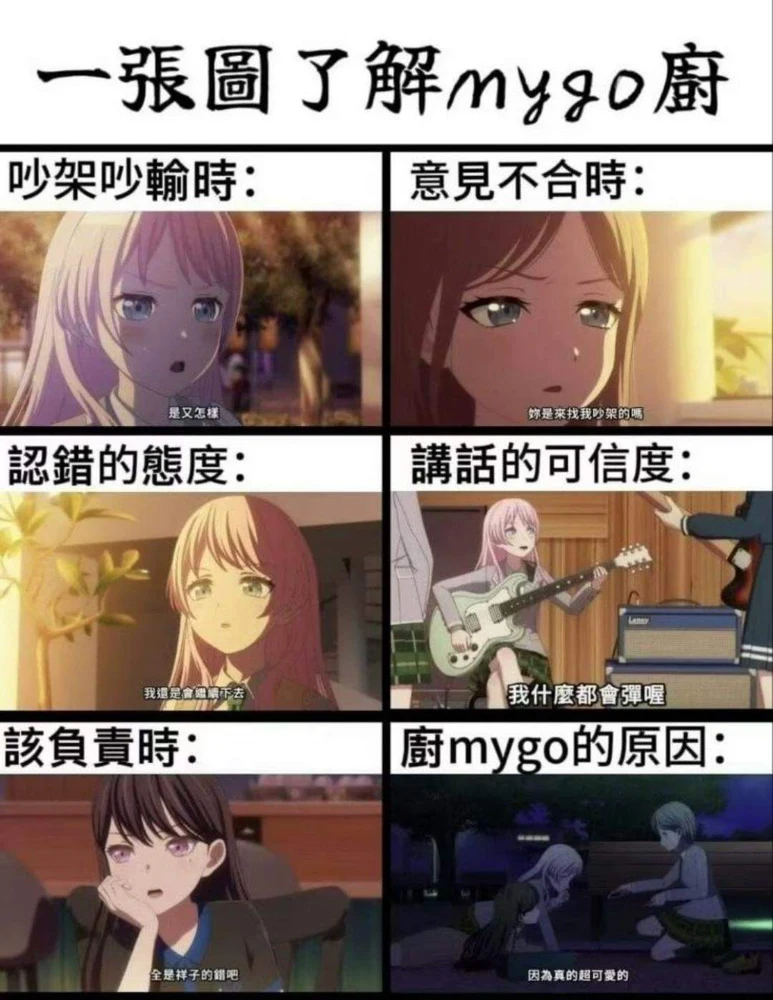 一張圖了解mygo廚
吵架吵輸時：
意見不合時：
是又怎樣
妳是來找我吵架的嗎
認錯的態度：
講話的可信度：
我還是會繼續下去
Laney
我什麼都會彈喔
該負責時：
廚mygo的原因：
全是祥子的錯吧
因為真的超可愛的